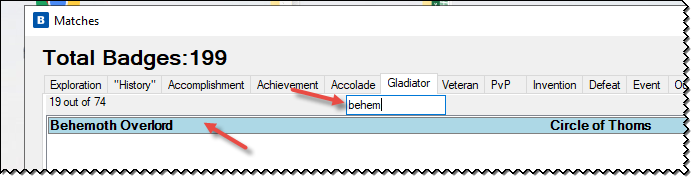 B Matches
Total Badges:199
Exploration "History" Accomplishment Achievement Accolade Gladiator Veteran PvP Invention Defeat Event
19 out of 74
behem
Behemoth Overlord Circle of Thorns